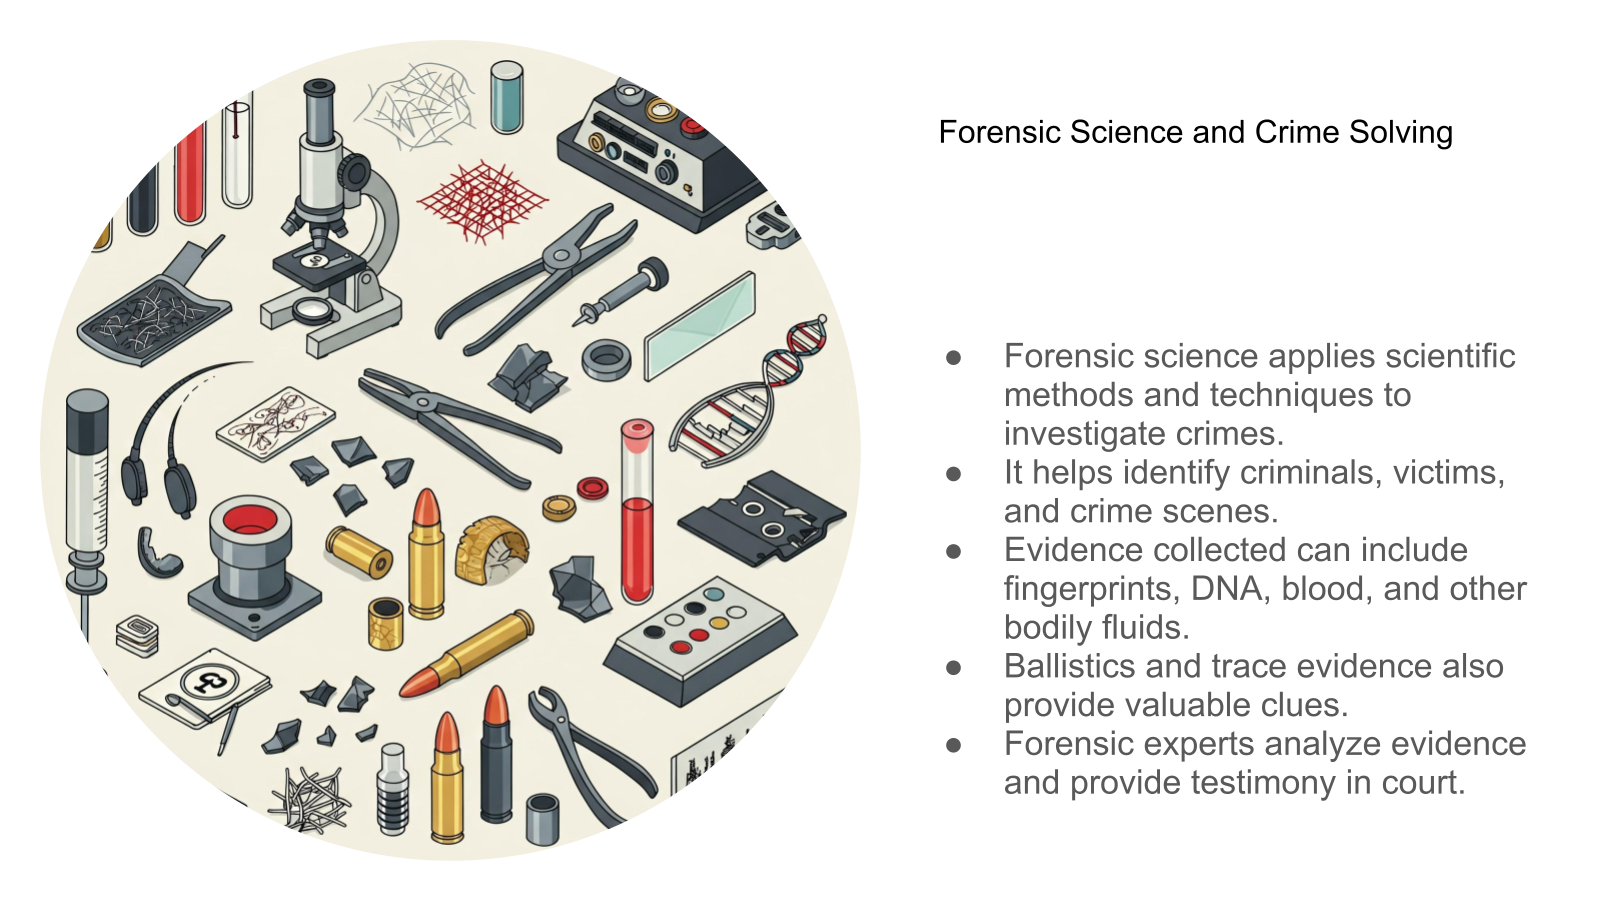 Forensic Science and Crime Solving
● Forensic science applies scientific
methods and techniques to
investigate crimes.
● It helps identify criminals, victims,
and crime scenes.
● Evidence collected can include
fingerprints, DNA, blood, and other
bodily fluids.
● Ballistics and trace evidence also
provide valuable clues.
● Forensic experts analyze evidence
and provide testimony in court.